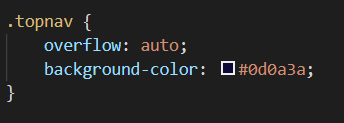 .topnav {
    overflow: auto;
    background-color: #0d0a3a;
}